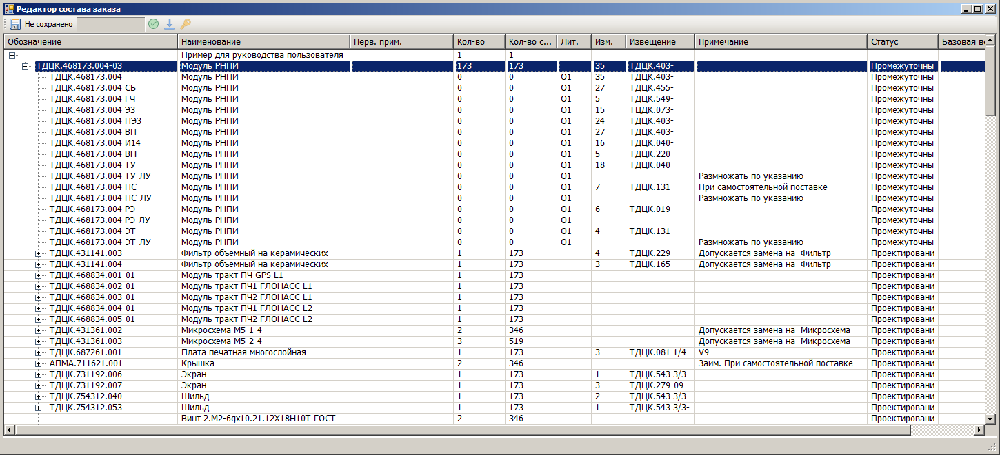 Редактор состава заказа
Не сохранено
Обозначение Наименование Перв. прим. Кол-во Кол-во с... Лит. Изм. Извещение Примечание Статус Базовая ве
Пример для руководства пользователя 1 1
ТДЦК.468173.004-03 Модуль РНПИ 173 173 35 ТДЦК.403- Промежуточны
ТДЦК.468173.004 Модуль РНПИ 0 0 О1 35 ТДЦК.403- Промежуточны
ТДЦК.468173.004 СБ Модуль РНПИ 0 0 О1 27 ТДЦК.455- Промежуточны
ТДЦК.468173.004 ГЧ Модуль РНПИ 0 0 О1 5 ТДЦК.549- Промежуточны
ТДЦК.468173.004 Э3 Модуль РНПИ 0 0 О1 15 ТЦДК.073- Промежуточны
ТДЦК.468173.004 ПЭ3 Модуль РНПИ 0 0 О1 24 ТДЦК.403- Промежуточны
ТДЦК.468173.004 ВП Модуль РНПИ 0 0 О1 27 ТДЦК.403- Промежуточны
ТДЦК.468173.004 И14 Модуль РНПИ 0 0 О1 16 ТДЦК.040- Промежуточны
ТДЦК.468173.004 ВН Модуль РНПИ 0 0 О1 5 ТДЦК.220- Промежуточны
ТДЦК.468173.004 ТУ Модуль РНПИ 0 0 О1 18 ТДЦК.040- Промежуточны
ТДЦК.468173.004 ТУ-ЛУ Модуль РНПИ 0 0 О1 Размножать по указанию Промежуточны
ТДЦК.468173.004 ПС Модуль РНПИ 0 0 О1 7 ТДЦК.131- При самостоятельной поставке Промежуточны
ТДЦК.468173.004 ПС-ЛУ Модуль РНПИ 0 0 О1 Размножать по указанию Промежуточны
ТДЦК.468173.004 РЭ Модуль РНПИ 0 0 О1 6 ТДЦК.019- Промежуточны
ТДЦК.468173.004 РЭ-ЛУ Модуль РНПИ 0 0 О1 Промежуточны
ТДЦК.468173.004 ЭТ Модуль РНПИ 0 0 О1 4 ТДЦК.131- Промежуточны
ТДЦК.468173.004 ЭТ-ЛУ Модуль РНПИ 0 0 О1 Размножать по указанию Промежуточны
ТДЦК.431141.003 Фильтр объемный на керамических 1 173 4 ТДЦК.229- Допускается замена на Фильтр Проектировани
ТДЦК.431141.004 Фильтр объемный на керамических 1 173 3 ТДЦК.165- Допускается замена на Фильтр Проектировани
ТДЦК.468834.001-01 Модуль тракт ПЧ GPS L1 1 173 Проектировани
ТДЦК.468834.002-01 Модуль тракт ПЧ1 ГЛОНАСС L1 1 173 Проектировани
ТДЦК.468834.003-01 Модуль тракт ПЧ2 ГЛОНАСС L1 1 173 Проектировани
ТДЦК.468834.004-01 Модуль тракт ПЧ1 ГЛОНАСС L2 1 173 Проектировани
ТДЦК.468834.005-01 Модуль тракт ПЧ2 ГЛОНАСС L2 1 173 Проектировани
ТДЦК.431361.002 Микросхема М5-1-4 2 346 Допускается замена на Микросхема Проектировани
ТДЦК.431361.003 Микросхема М5-2-4 3 519 Допускается замена на Микросхема Проектировани
ТДЦК.687261.001 Плата печатная многослойная 1 173 3 ТДЦК.081 1/4- V9 Проектировани
АПМА.711621.001 Крышка 2 346 - Заим. При самостоятельной поставке Проектировани
ТДЦК.731192.006 Экран 1 173 1 ТДЦК.543 3/3- Проектировани
ТДЦК.731192.007 Экран 1 173 3 ТДЦК.279-09 Проектировани
ТДЦК.754312.040 Шильд 1 173 2 ТДЦК.543 3/3- Проектировани
ТДЦК.754312.053 Шильд 1 173 1 ТДЦК.543 3/3- Проектировани
Винт 2.М2-6gх10.21.12Х18Н10Т ГОСТ 2 346 Проектировани